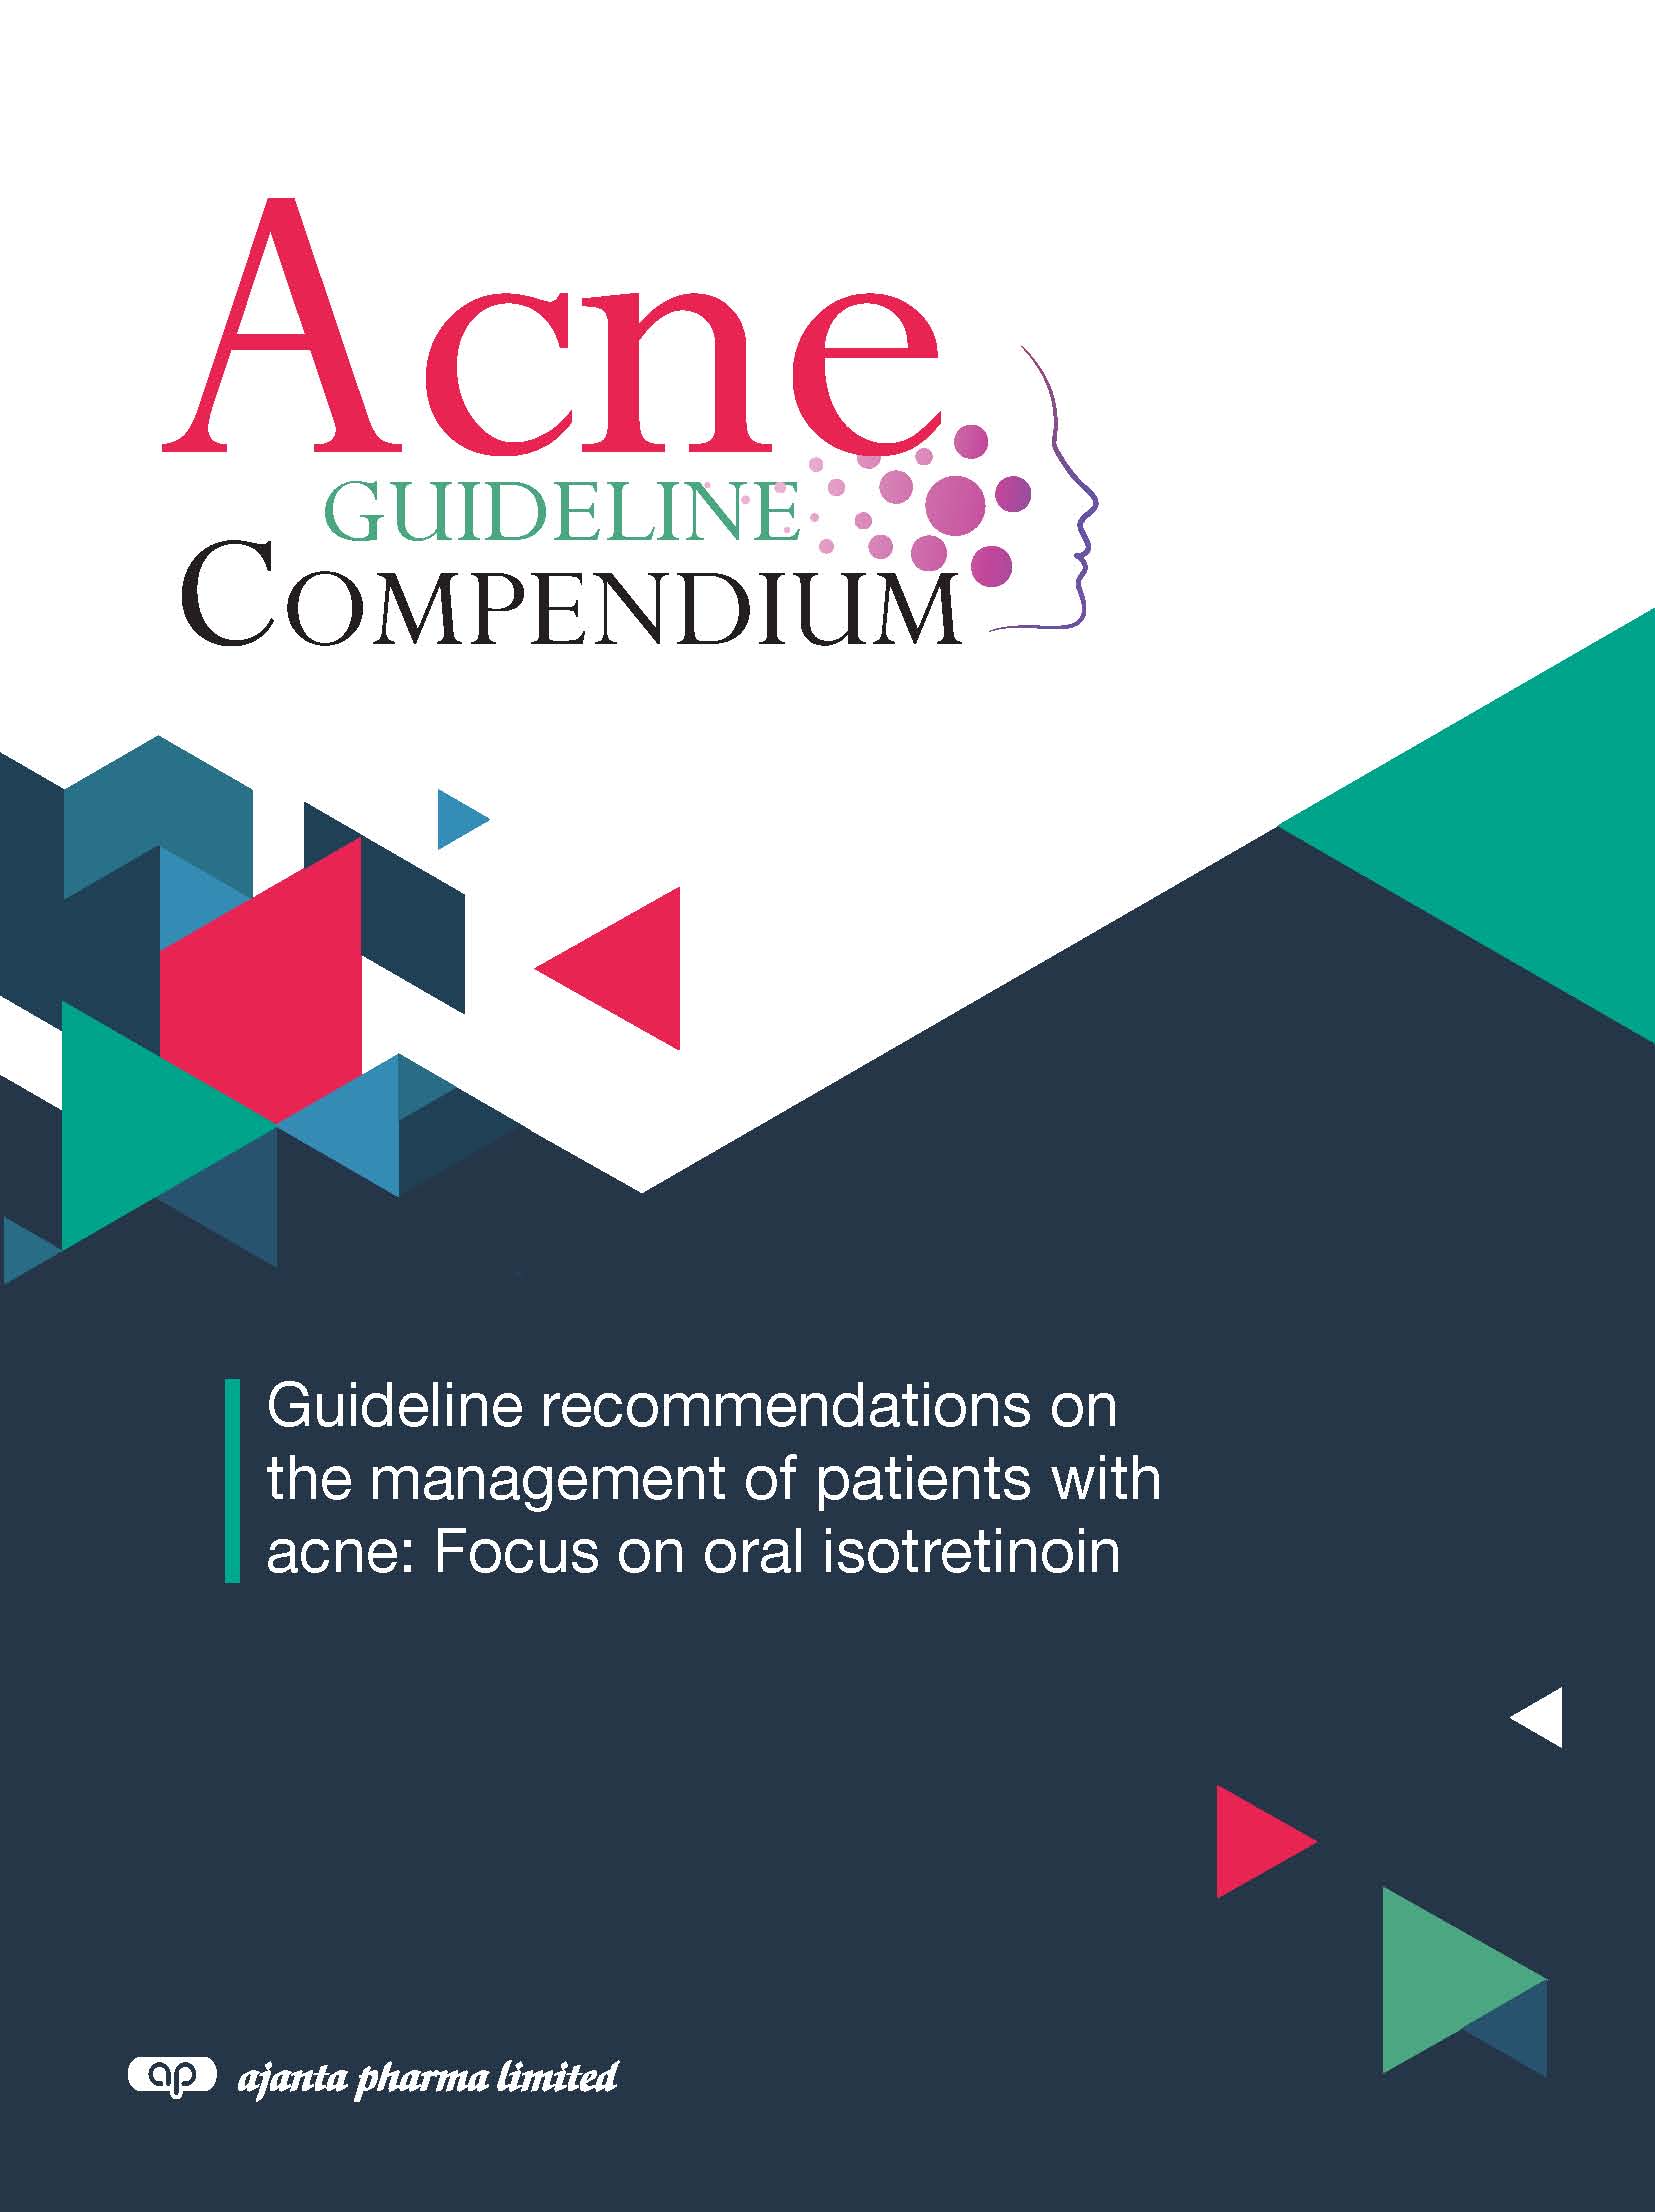 Acne
GUIDELINE
COMPENDIUM
Guideline recommendations on
the management of patients with
acne: Focus on oral isotretinoin
ap ajanta pharma limited